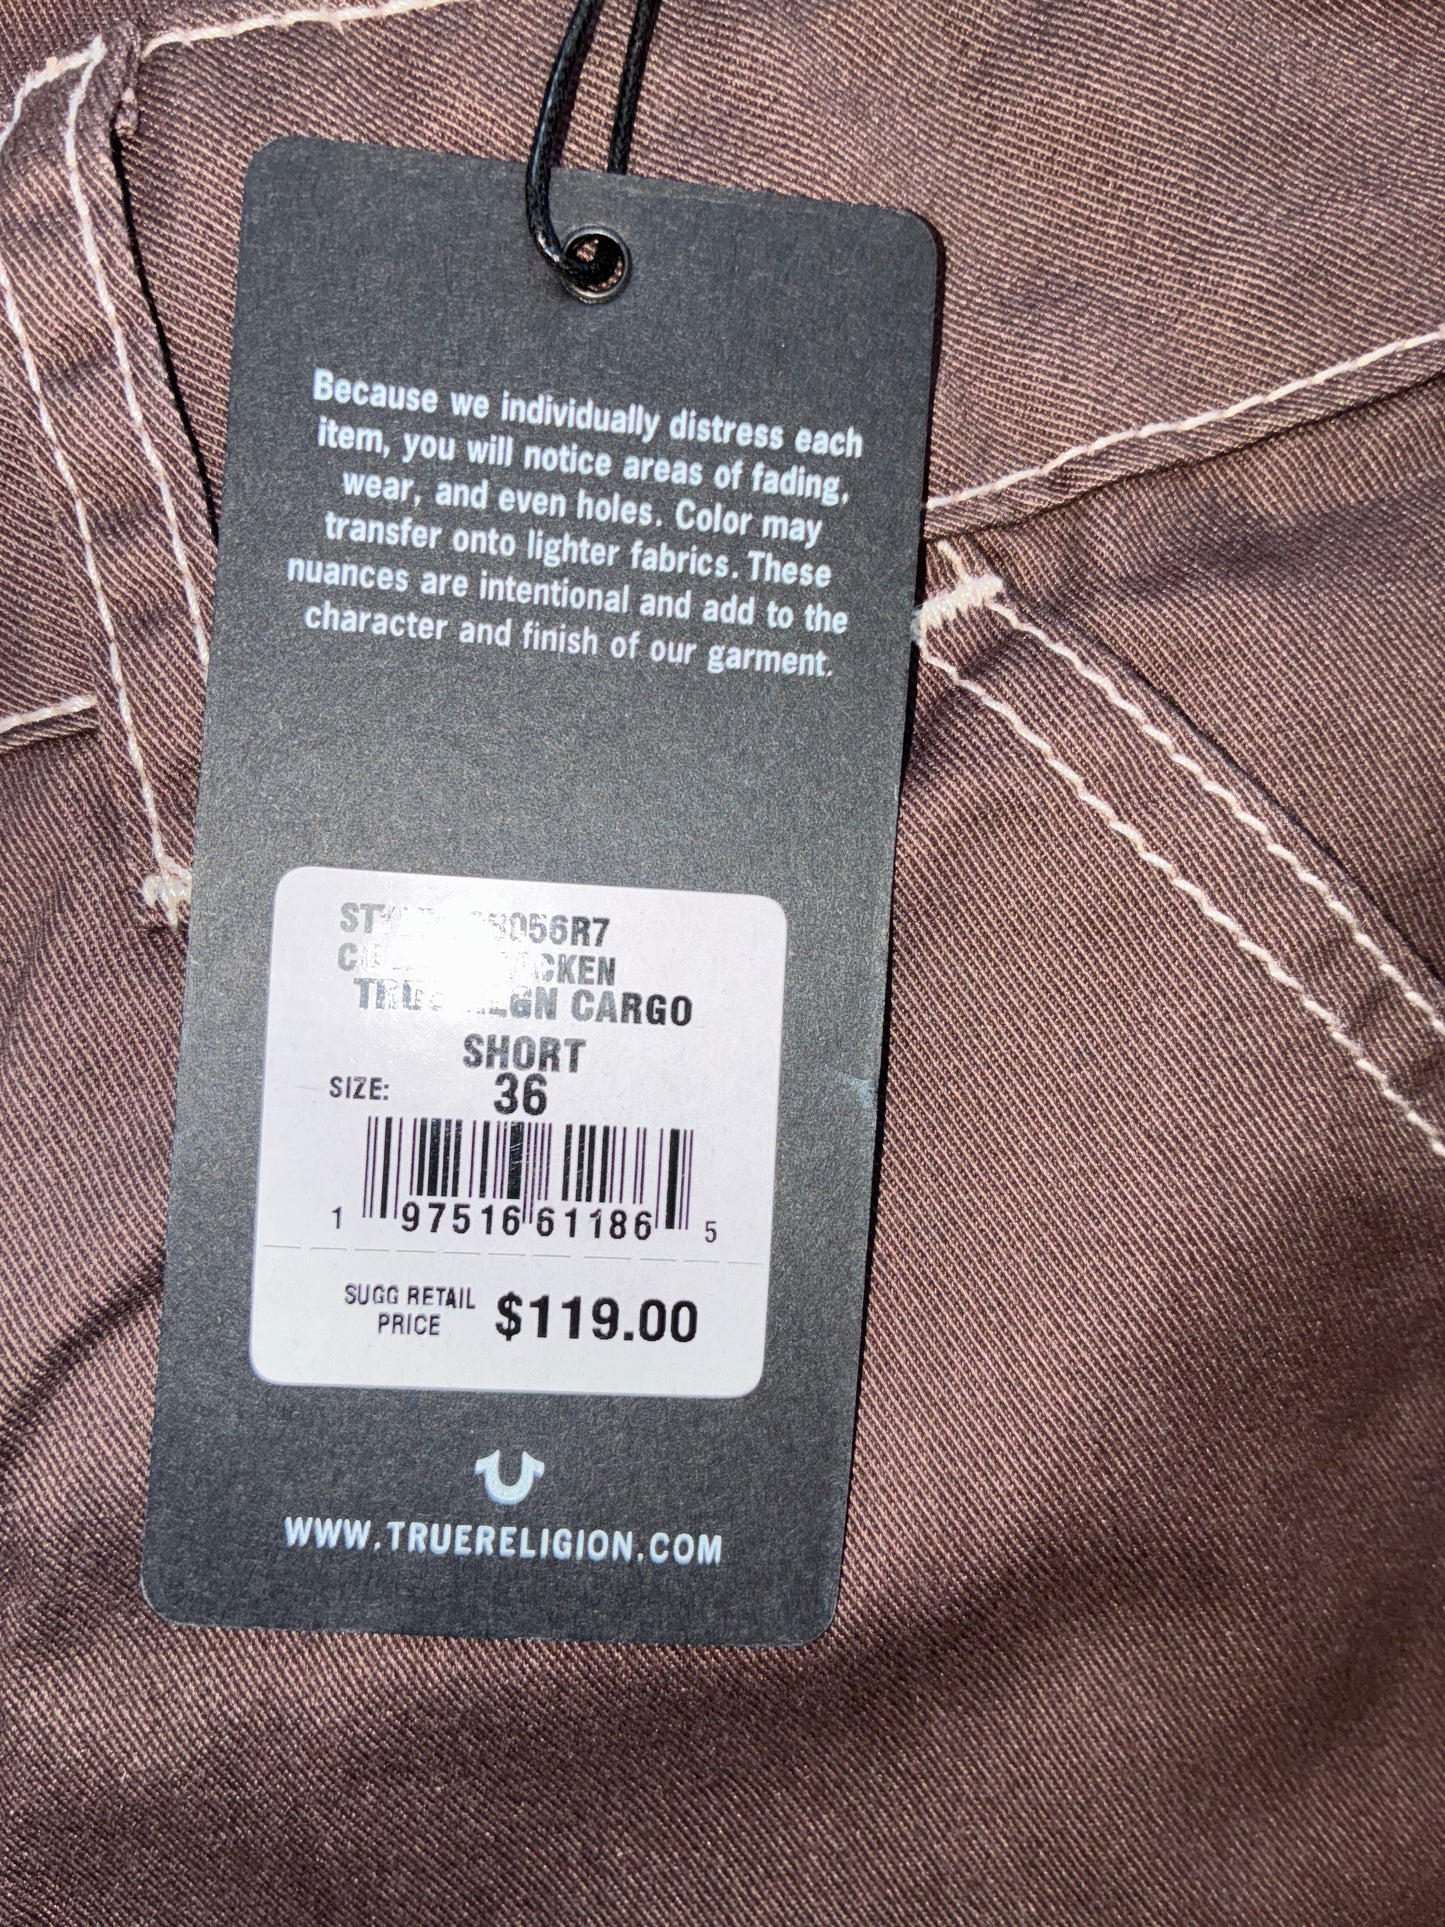 Because we individually distress each
item, you will notice areas of fading,
wear, and even holes. Color may
transfer onto lighter fabrics. These
nuances are intentional and add to the
character and finish of our garment.
CARGO
SHORT
SIZE: 36
1 97516 61186 5
SUGG RETAIL
PRICE $119.00
WWW.TRUERELIGION.COM